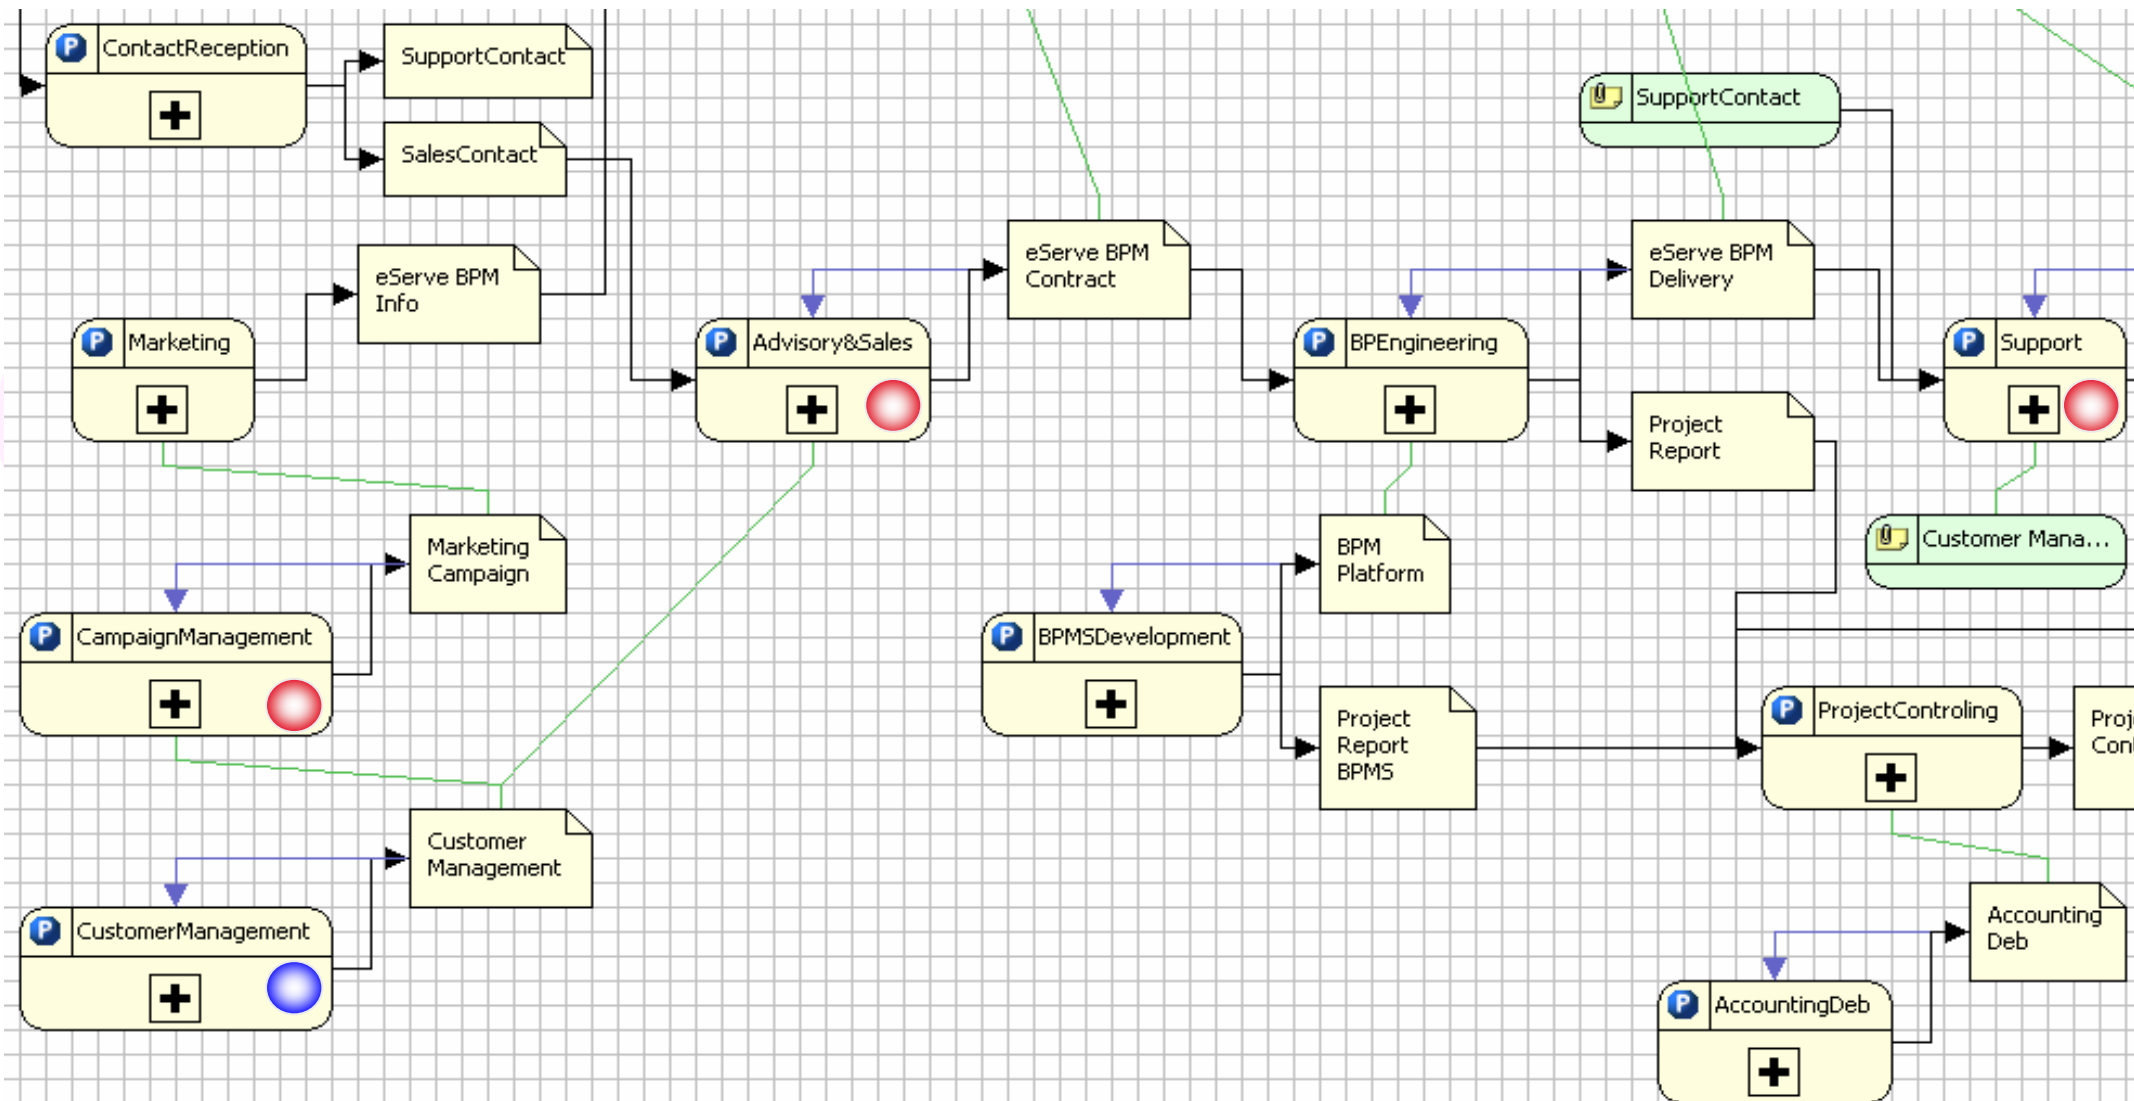 ContactReception
SupportContact
SalesContact
SupportContact
eServe BPM
Info
eServe BPM
Contract
eServe BPM
Delivery
Marketing
Advisory&Sales
BPEngineering
Support
Project
Report
Marketing
Campaign
BPM
Platform
Customer Mana...
CampaignManagement
BPMSDevelopment
Project
Report
BPMS
ProjectControling
Customer
Management
CustomerManagement
Accounting
Deb
AccountingDeb
P
P
P
P
P
P
P
P
P
P